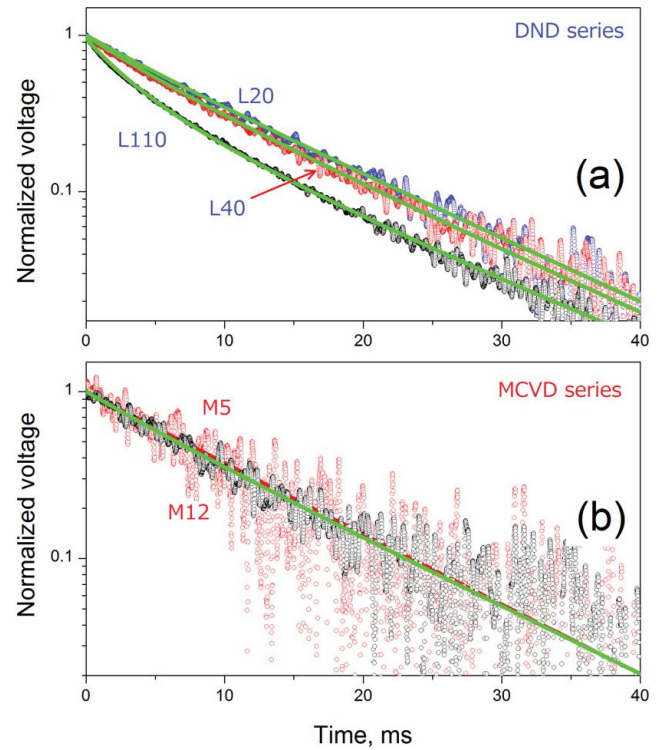 DND series
1
L20
L110
L40
0.1
(a)
Normalized voltage
0 10 20 30 40
MCVD series
1
M5
M12
0.1
(b)
Normalized voltage
0 10 20 30 40
Time, ms